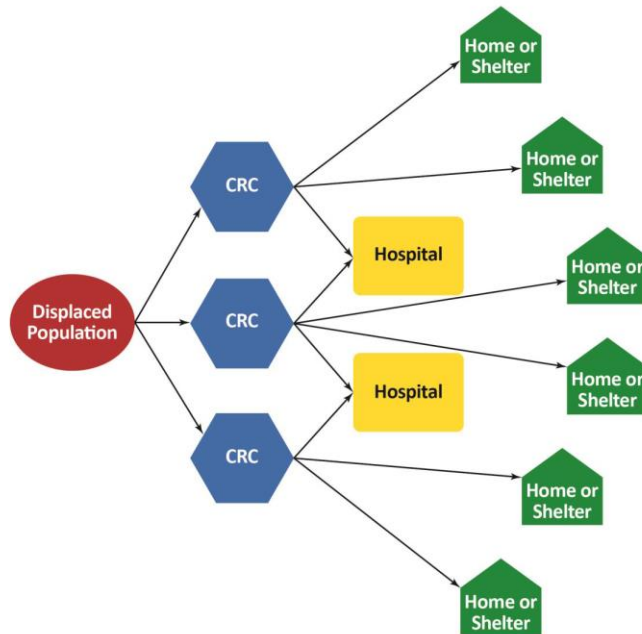 Home or
Shelter
Home or
Shelter
CRC
Hospital
Home or
Shelter
Displaced
Population
CRC
Home or
Shelter
Hospital
CRC
Home or
Shelter
Home or
Shelter